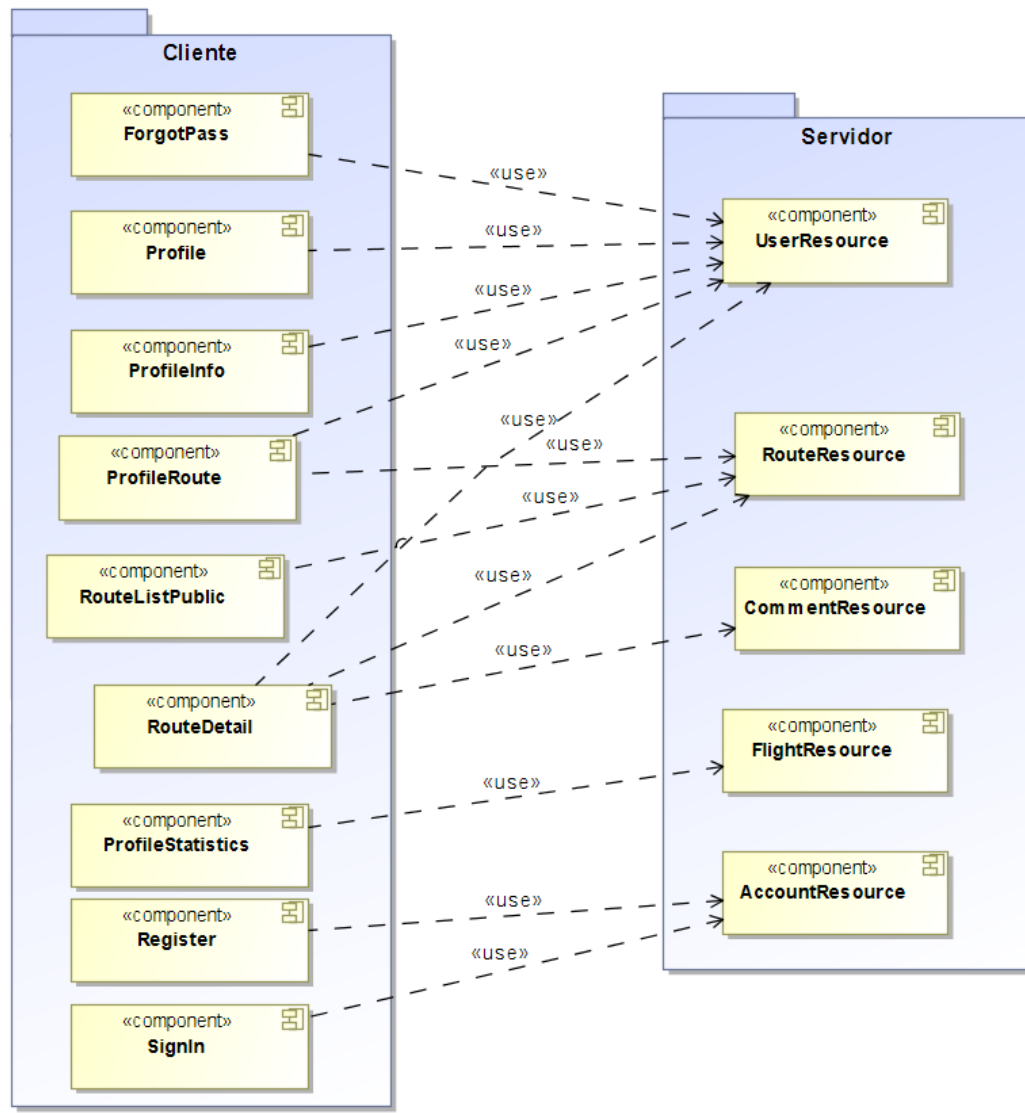 Cliente
«component»
ForgotPass
«component»
Profile
«component»
ProfileInfo
«component»
ProfileRoute
«component»
RouteListPublic
«component»
RouteDetail
«component»
ProfileStatistics
«component»
Register
«component»
SignIn
«use»
«use»
«use»
«use»
«use»
«use»
«use»
«use»
«use»
«use»
«use»
«use»
Servidor
«component»
UserResource
«component»
RouteResource
«component»
CommentResource
«component»
FlightResource
«component»
AccountResource